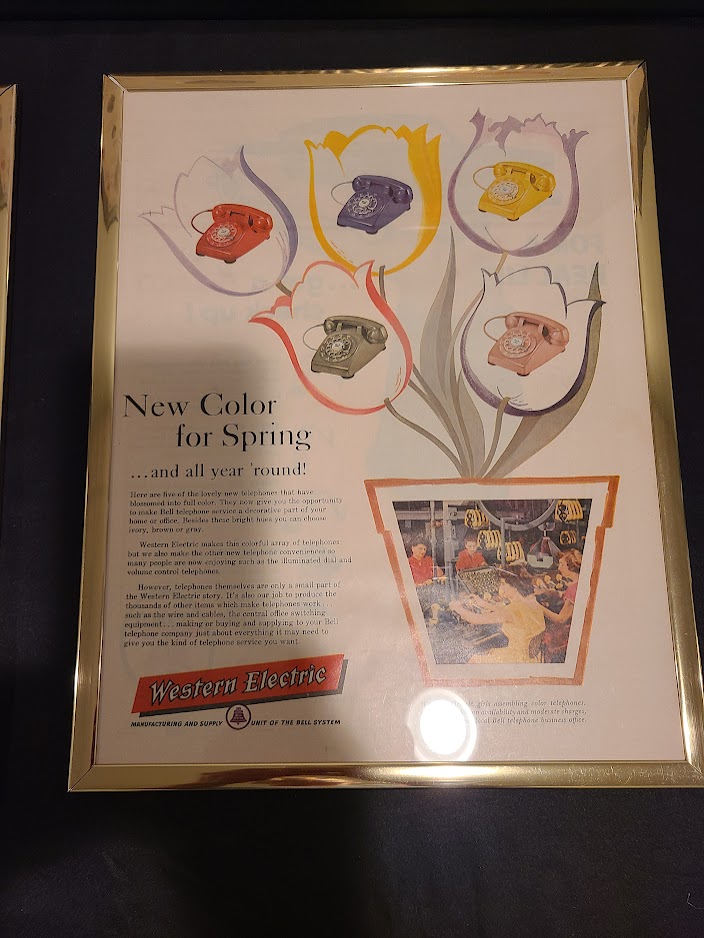 New Color
for Spring
...and all year 'round!
Here are five of the lovely new telephones that have
blossomed into full color. They now give you the opportunity
to make Bell telephone service a decorative part of your
home or office. Besides these bright hues you can choose
ivory, brown or gray.
Western Electric makes this colorful array of telephones
but we also make the other new telephone conveniences so
many people are now enjoying such as the illuminated dial and
volume control telephones.
However, telephones themselves are only a small part of
the Western Electric story. It's also our job to produce the
thousands of other items which make telephones work...
such as the wire and cables, the central office switching
equipment... making or buying and supplying to your Bell
telephone company just about everything it may need to
give you the kind of telephone service you want.
Western Electric
MANUFACTURING AND SUPPLY UNIT OF THE BELL SYSTEM
girls assembling color telephones.
availability and moderate charges,
local Bell telephone business office.